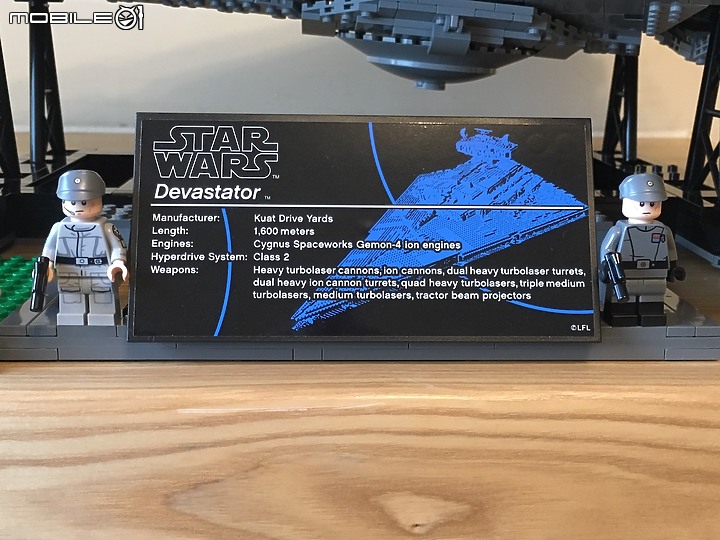 MOBILE01
STAR
WARS™
Devastator™
Manufacturer: Kuat Drive Yards
Length: 1,600 meters
Engines: Cygnus Spaceworks Gemon-4 ion engines
Hyperdrive System: Class 2
Weapons: Heavy turbolaser cannons, ion cannons, dual heavy turbolaser turrets,
dual heavy ion cannon turrets, quad heavy turbolasers, triple medium
turbolasers, medium turbolasers, tractor beam projectors
©LFL